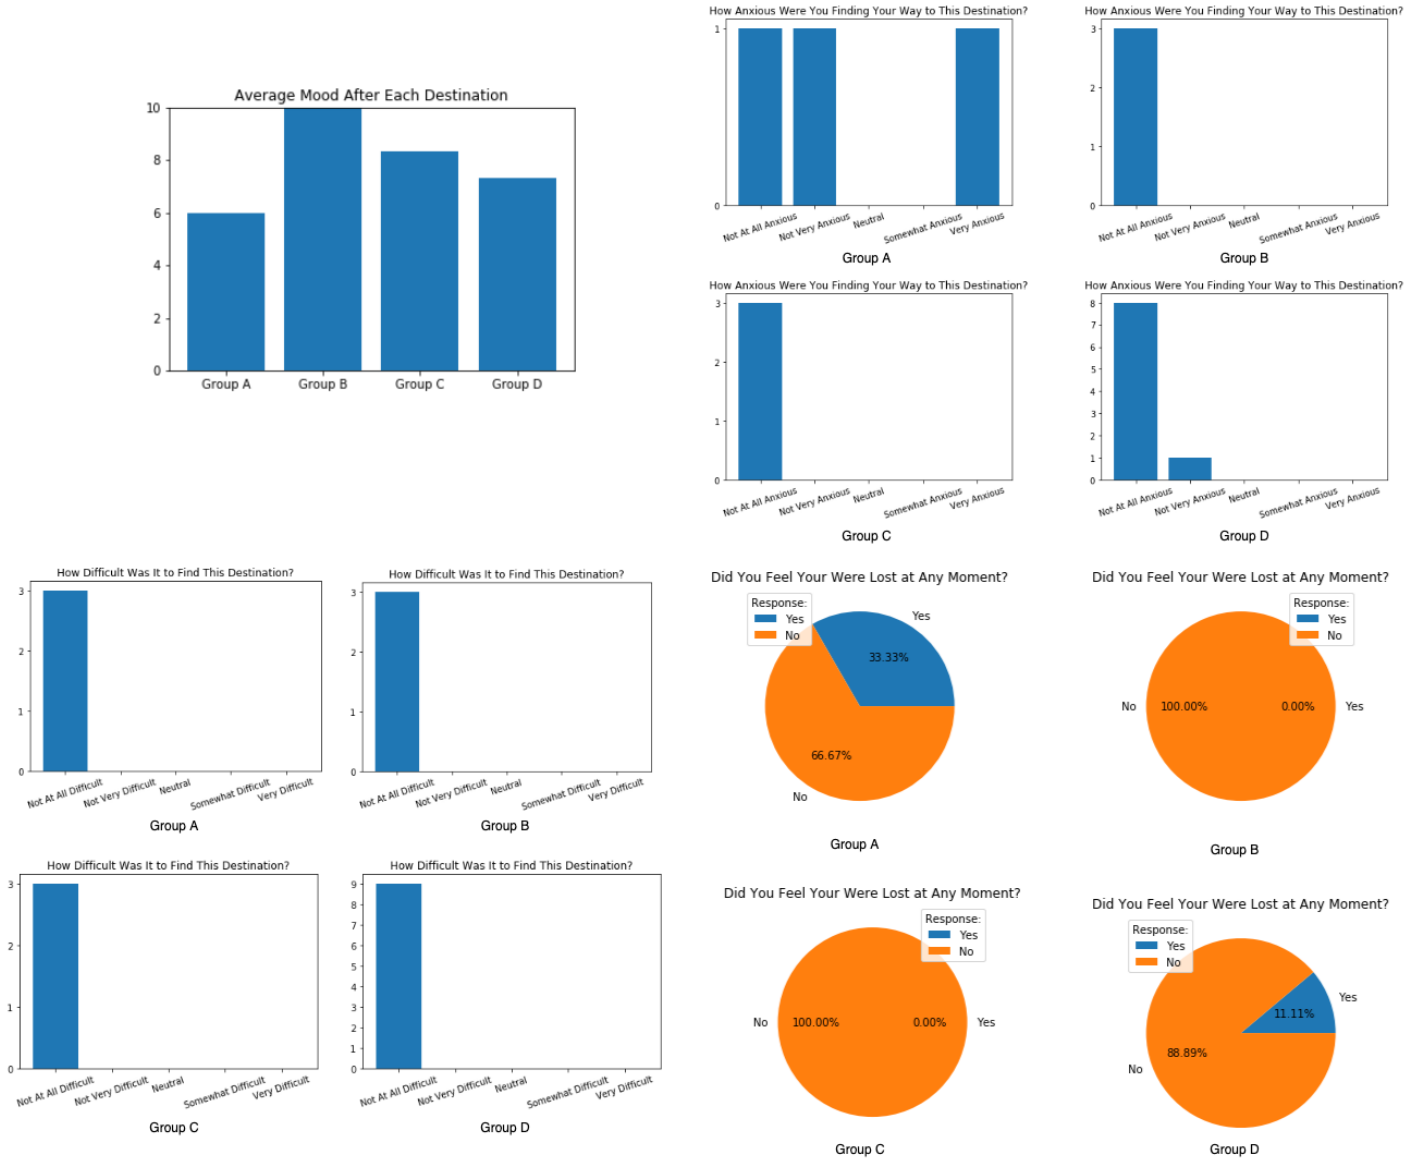 Average Mood After Each Destination
10
8
6
4
2
0
Group A Group B Group C Group D
How Anxious Were You Finding Your Way to This Destination?
1
0
Not At All Anxious Not Very Anxious Neutral Somewhat Anxious Very Anxious
Group A
How Anxious Were You Finding Your Way to This Destination?
3
2
1
0
Not At All Anxious Not Very Anxious Neutral Somewhat Anxious Very Anxious
Group B
How Anxious Were You Finding Your Way to This Destination?
3
2
1
0
Not At All Anxious Not Very Anxious Neutral Somewhat Anxious Very Anxious
Group C
How Anxious Were You Finding Your Way to This Destination?
8
7
6
5
4
3
2
1
0
Not At All Anxious Not Very Anxious Neutral Somewhat Anxious Very Anxious
Group D
How Difficult Was It to Find This Destination?
3
2
1
0
Not At All Difficult Not Very Difficult Neutral Somewhat Difficult Very Difficult
Group A
How Difficult Was It to Find This Destination?
3
2
1
0
Not At All Difficult Not Very Difficult Neutral Somewhat Difficult Very Difficult
Group B
How Difficult Was It to Find This Destination?
3
2
1
0
Not At All Difficult Not Very Difficult Neutral Somewhat Difficult Very Difficult
Group C
How Difficult Was It to Find This Destination?
9
8
7
6
5
4
3
2
1
0
Not At All Difficult Not Very Difficult Neutral Somewhat Difficult Very Difficult
Group D
Did You Feel Your Were Lost at Any Moment?
Response:
Yes
No
Yes
33.33%
66.67%
No
Group A
Did You Feel Your Were Lost at Any Moment?
Response:
Yes
No
No 100.00% 0.00% Yes
Group B
Did You Feel Your Were Lost at Any Moment?
Response:
Yes
No
No 100.00% 0.00% Yes
Group C
Did You Feel Your Were Lost at Any Moment?
Response:
Yes
No
Yes
11.11%
88.89%
No
Group D